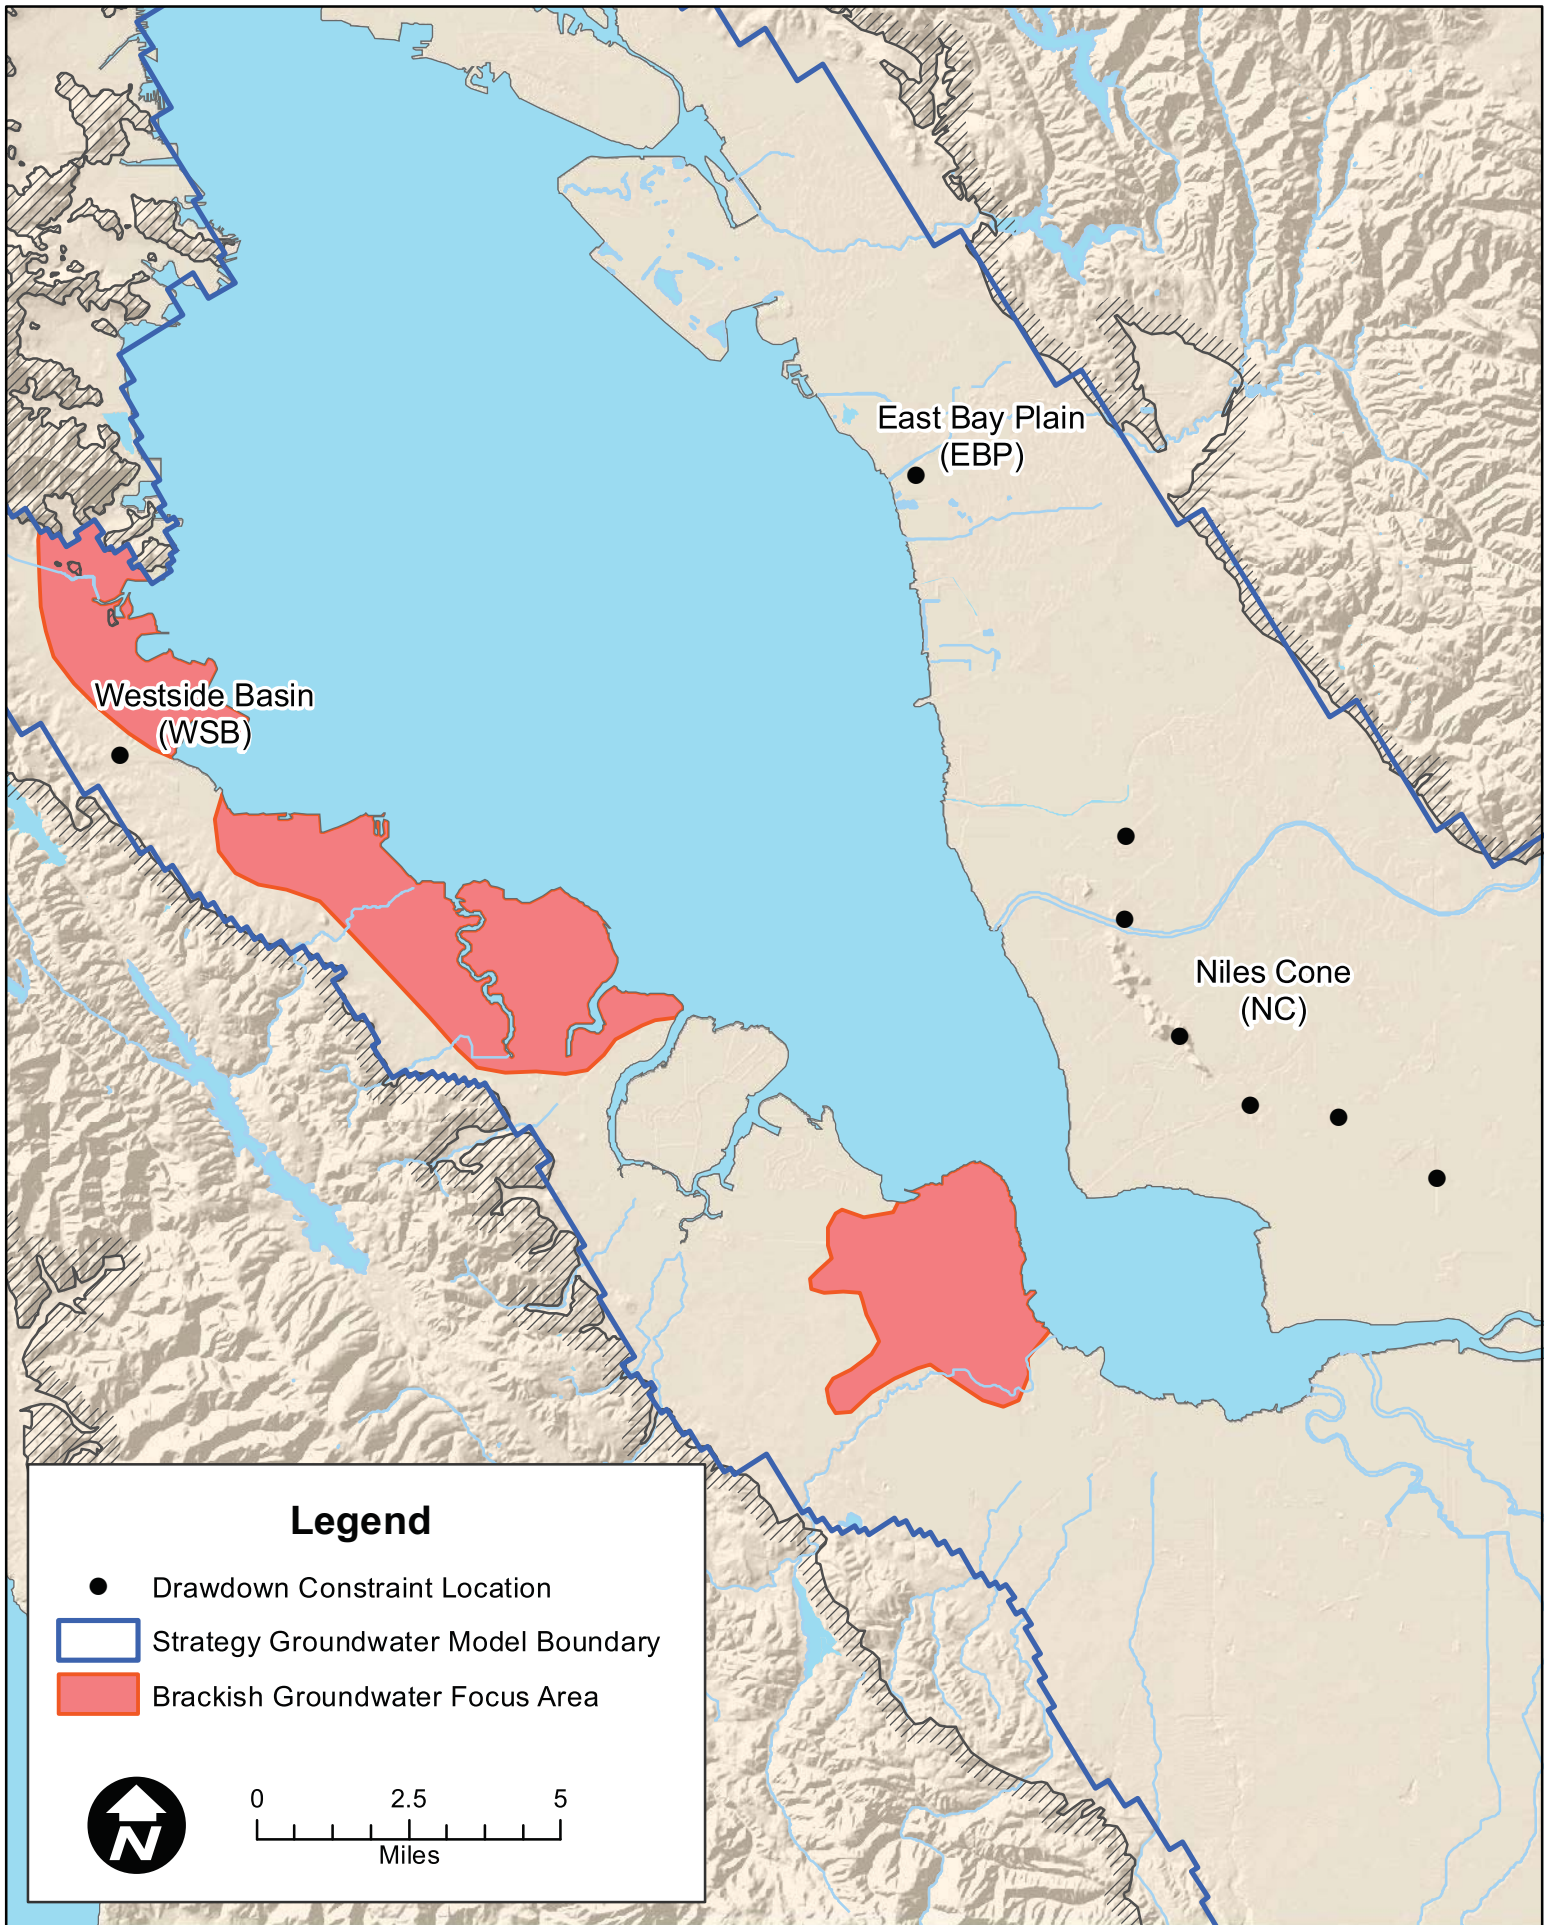 East Bay Plain
(EBP)
Westside Basin
(WSB)
Niles Cone
(NC)
Legend
Drawdown Constraint Location
Strategy Groundwater Model Boundary
Brackish Groundwater Focus Area
N
0 2.5 5
Miles